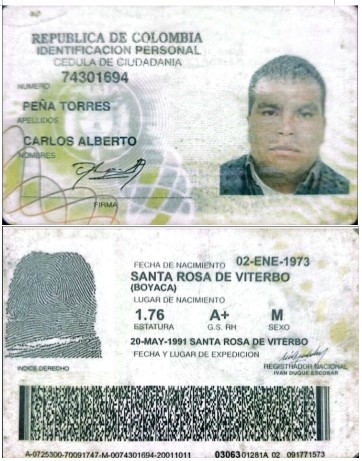 REPUBLICA DE COLOMBIA
IDENTIFICACION PERSONAL
CEDULA DE CIUDADANIA
NUMERO 74301694
PEÑA TORRES
APELLIDOS
CARLOS ALBERTO
NOMBRES
FIRMA
FECHA DE NACIMIENTO 02-ENE-1973
SANTA ROSA DE VITERBO
(BOYACA)
LUGAR DE NACIMIENTO
1.76 A+ M
ESTATURA G.S. RH SEXO
20-MAY-1991 SANTA ROSA DE VITERBO
FECHA Y LUGAR DE EXPEDICION
INDICE DERECHO
REGISTRADOR NACIONAL
IVAN DUQUE ESCOBAR
A-0725300-70091747-M-0074301694-20011011 03063 01281A 02 091771573